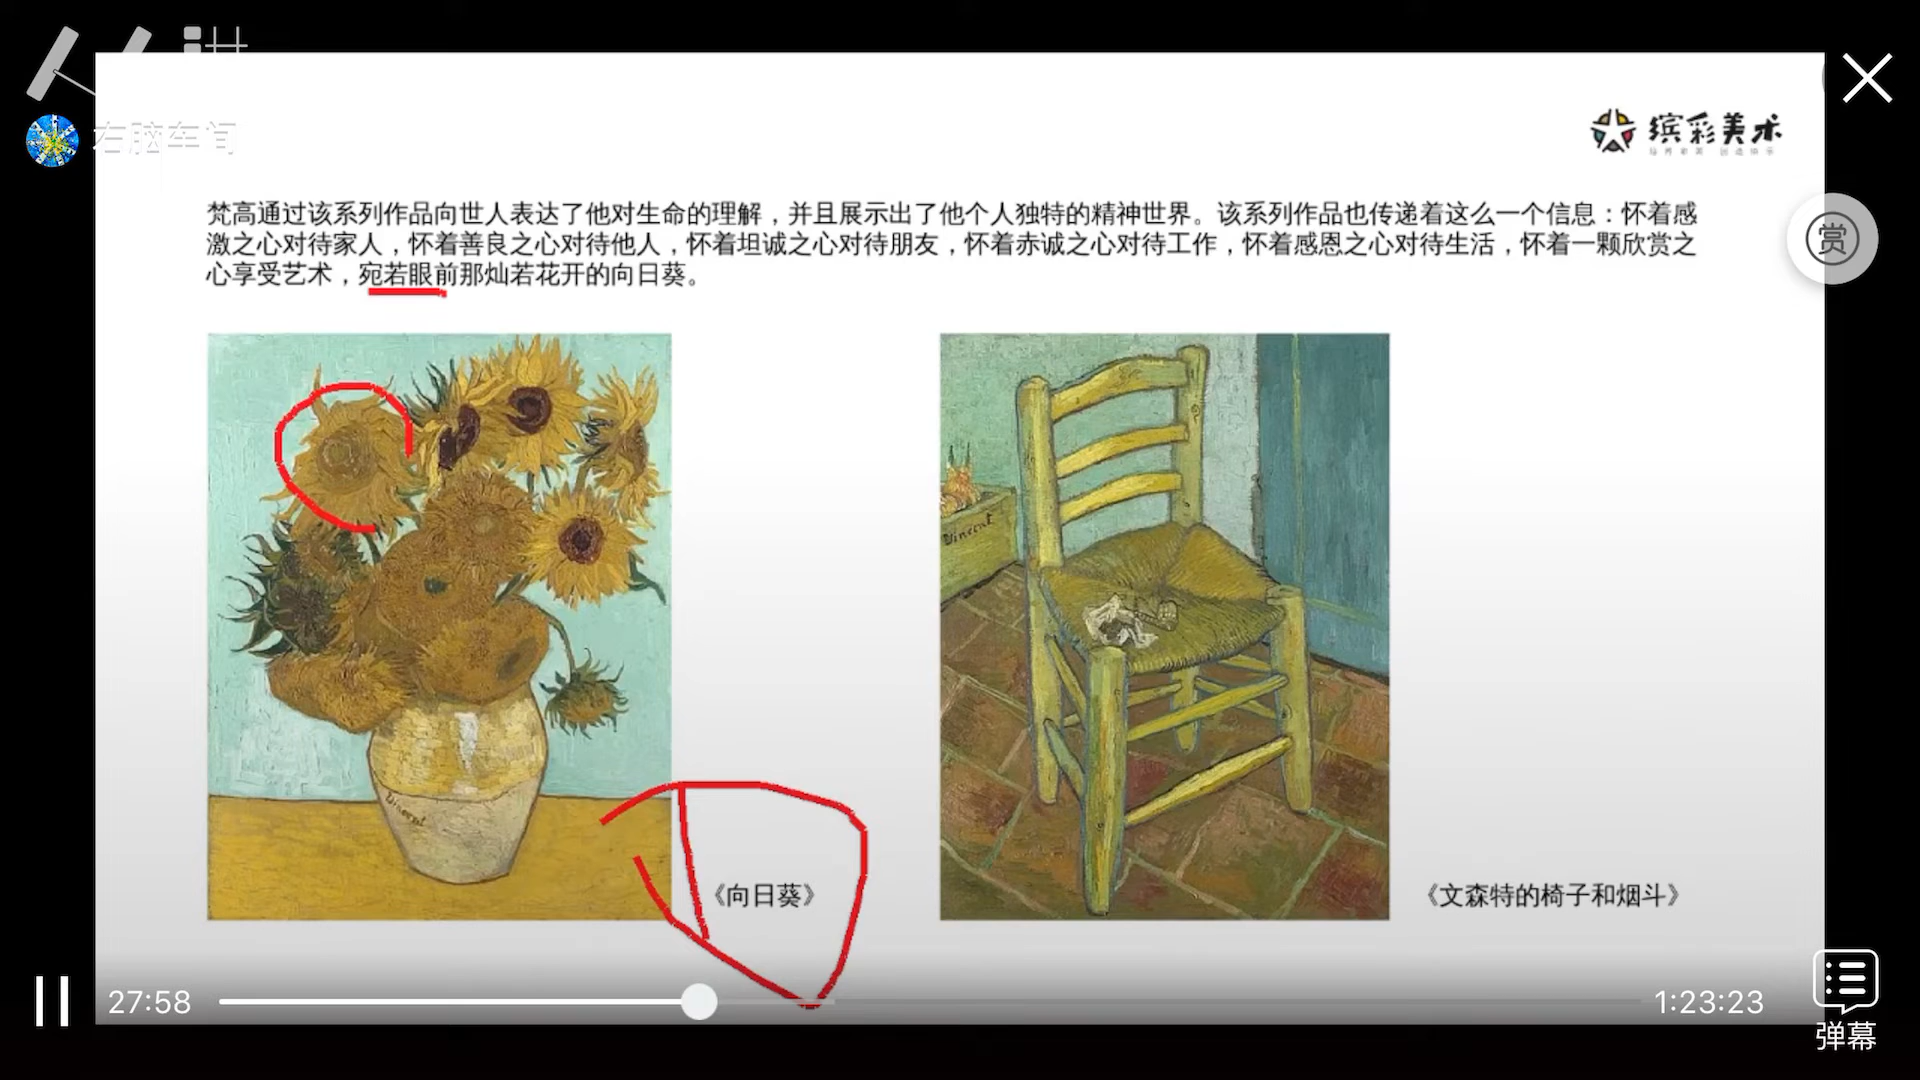 右脑车间
缤彩美术
赏
梵高通过该系列作品向世人表达了他对生命的理解，并且展示出了他个人独特的精神世界。该系列作品也传递着这么一个信息：怀着感
激之心对待家人，怀着善良之心对待他人，怀着坦诚之心对待朋友，怀着赤诚之心对待工作，怀着感恩之心对待生活，怀着一颗欣赏之
心享受艺术，宛若眼前那灿若花开的向日葵。
Vincent
Vincent
《向日葵》
《文森特的椅子和烟斗》
27:58
1:23:23
弹幕